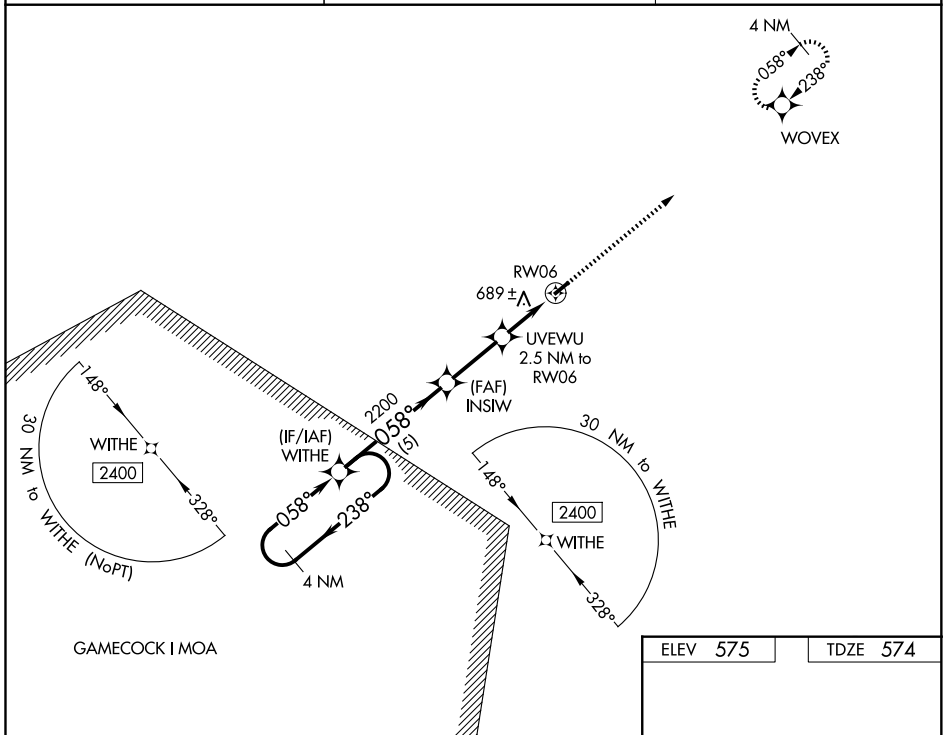 4 NM
058°
238°
WOVEX
RW06
689 ±
UVEWU
2.5 NM to
RW06
(FAF)
INSIW
2200
058°
(5)
(IF/IAF)
WITHE
058°
238°
4 NM
148°
WITHE
2400
328°
30 NM to WITHE (NoPT)
30 NM to WITHE
148°
2400
WITHE
328°
GAMECOCK I MOA
ELEV 575
TDZE 574